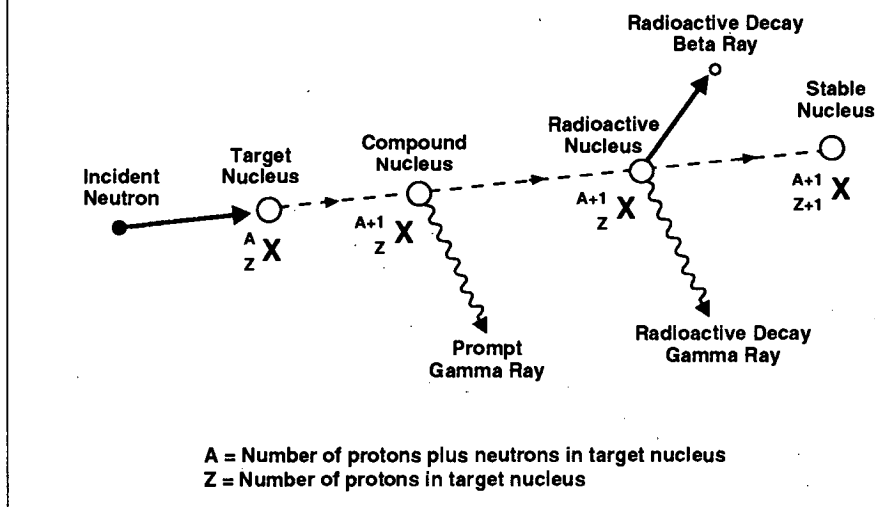 Radioactive Decay
Beta Ray
Stable
Nucleus
Radioactive
Nucleus
Compound
Nucleus
Target
Nucleus
Incident
Neutron
A
Z X
A+1
Z X
A+1
Z X
A+1
Z+1 X
Prompt
Gamma Ray
Radioactive Decay
Gamma Ray
A = Number of protons plus neutrons in target nucleus
Z = Number of protons in target nucleus